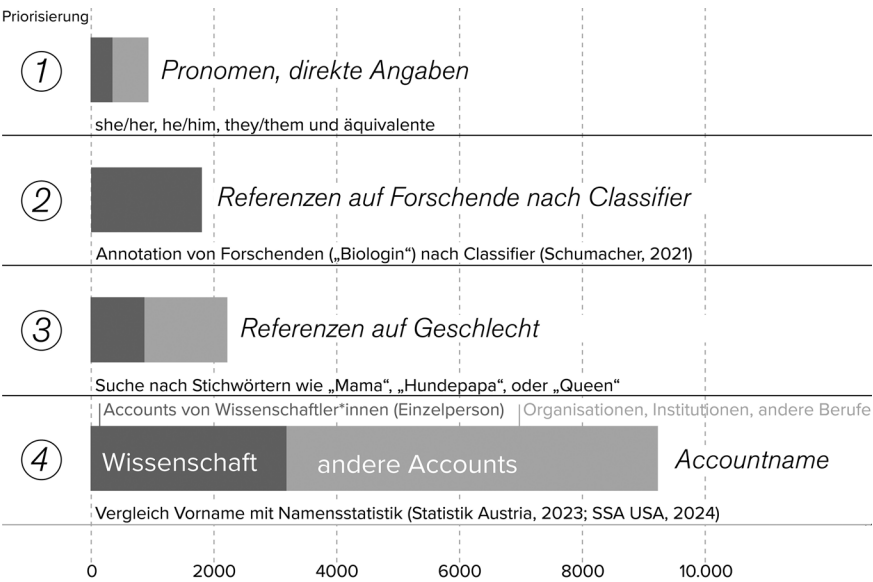 Priorisierung
1 Pronomen, direkte Angaben
she/her, he/him, they/them und äquivalente
2 Referenzen auf Forschende nach Classifier
Annotation von Forschenden („Biologin“) nach Classifier (Schumacher, 2021)
3 Referenzen auf Geschlecht
Suche nach Stichwörtern wie „Mama“, „Hundepapa“, oder „Queen“
Accounts von Wissenschaftler*innen (Einzelperson) Organisationen, Institutionen, andere Berufe
4 Wissenschaft andere Accounts Accountname
Vergleich Vorname mit Namensstatistik (Statistik Austria, 2023; SSA USA, 2024)
0 2000 4000 6000 8000 10.000